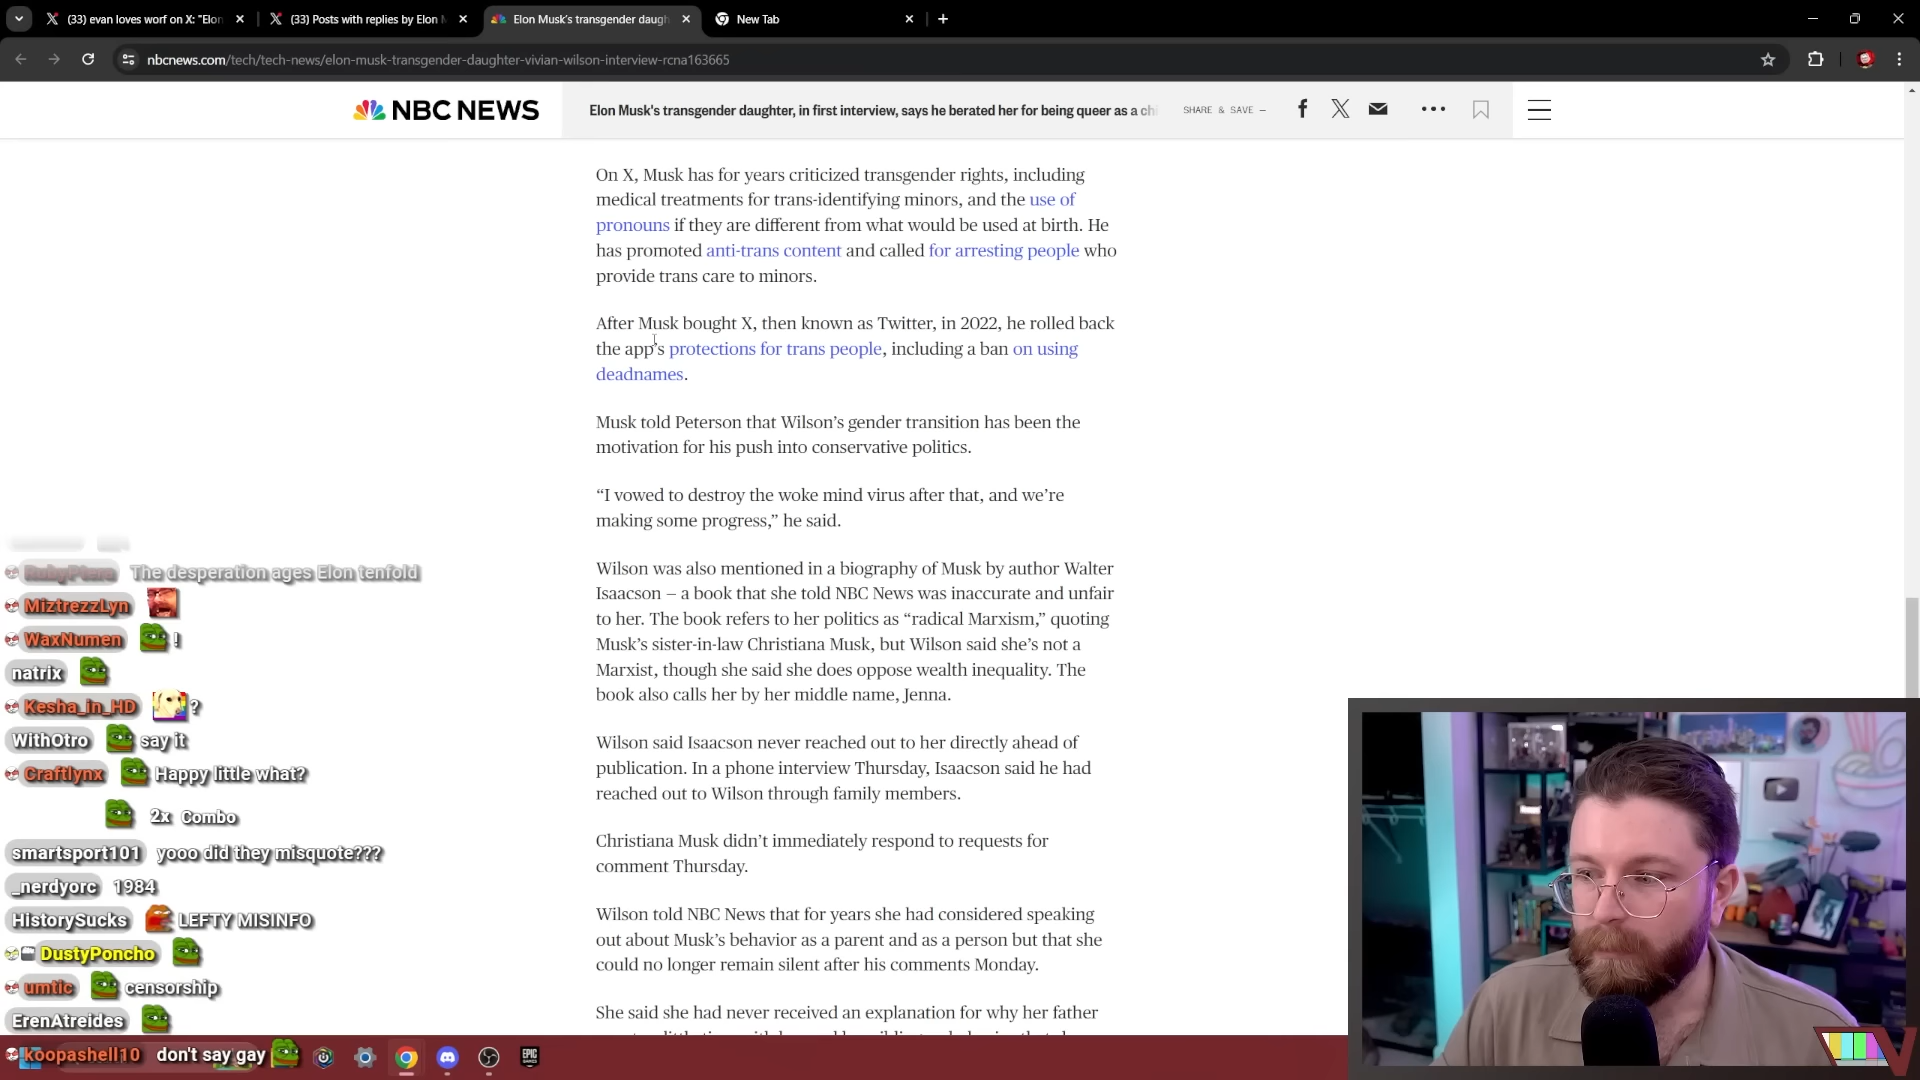 (33) evan loves worf on X: "Elon
(33) Posts with replies by Elon M
Elon Musk's transgender daugh
New Tab
nbcnews.com/tech/tech-news/elon-musk-transgender-daughter-vivian-wilson-interview-rcna163665
NBC NEWS
Elon Musk's transgender daughter, in first interview, says he berated her for being queer as a chi
SHARE & SAVE —
On X, Musk has for years criticized transgender rights, including
medical treatments for trans-identifying minors, and the use of
pronouns if they are different from what would be used at birth. He
has promoted anti-trans content and called for arresting people who
provide trans care to minors.
After Musk bought X, then known as Twitter, in 2022, he rolled back
the app's protections for trans people, including a ban on using
deadnames.
Musk told Peterson that Wilson's gender transition has been the
motivation for his push into conservative politics.
“I vowed to destroy the woke mind virus after that, and we're
making some progress,” he said.
Wilson was also mentioned in a biography of Musk by author Walter
Isaacson — a book that she told NBC News was inaccurate and unfair
to her. The book refers to her politics as “radical Marxism,” quoting
Musk's sister-in-law Christiana Musk, but Wilson said she's not a
Marxist, though she said she does oppose wealth inequality. The
book also calls her by her middle name, Jenna.
Wilson said Isaacson never reached out to her directly ahead of
publication. In a phone interview Thursday, Isaacson said he had
reached out to Wilson through family members.
Christiana Musk didn't immediately respond to requests for
comment Thursday.
Wilson told NBC News that for years she had considered speaking
out about Musk's behavior as a parent and as a person but that she
could no longer remain silent after his comments Monday.
She said she had never received an explanation for why her father
RubyPtera The desperation ages Elon tenfold
MiztrezzLyn
WaxNumen !
natrix
Kesha_in_HD ?
WithOtro say it
Craftlynx Happy little what?
2x Combo
smartsport101 yooo did they misquote???
_nerdyorc 1984
HistorySucks LEFTY MISINFO
DustyPoncho
umtic censorship
ErenAtreides
koopashell10 don't say gay
EPIC